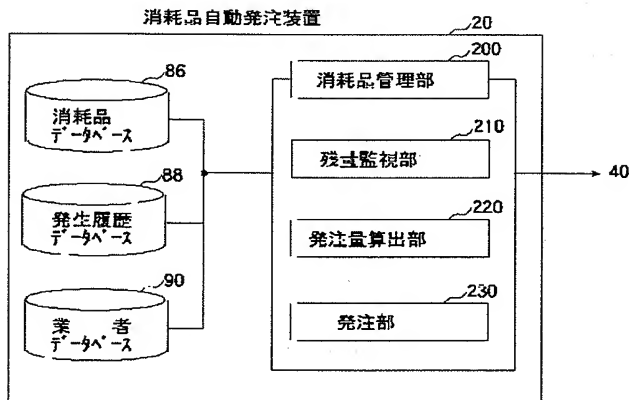 消耗品自動発注装置
20
86
消耗品
データベース
88
発生履歴
データベース
90
業者
データベース
200
消耗品管理部
210
残量監視部
220
発注量算出部
230
発注部
40